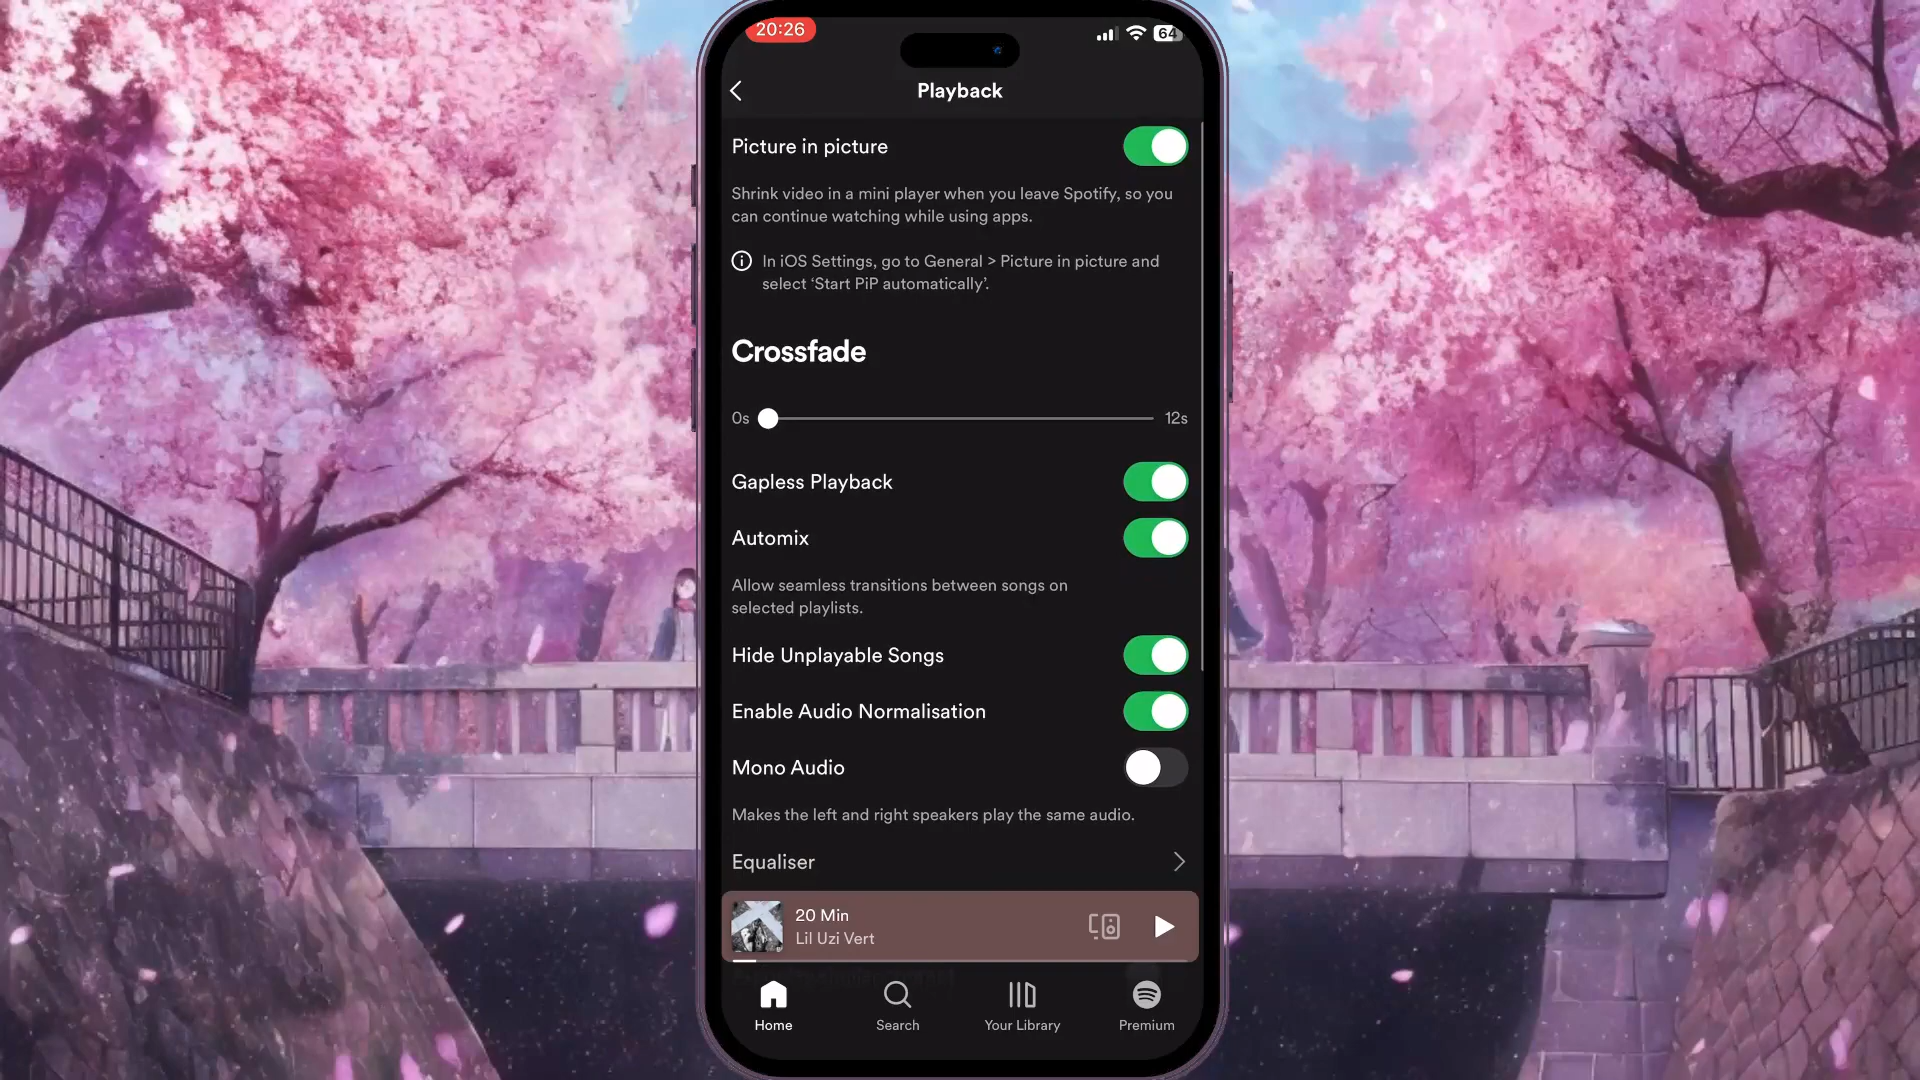 20:26
64
Playback
Picture in picture
Shrink video in a mini player when you leave Spotify, so you
can continue watching while using apps.
In iOS Settings, go to General > Picture in picture and
select ‘Start PiP automatically’.
Crossfade
0s
12s
Gapless Playback
Automix
Allow seamless transitions between songs on
selected playlists.
Hide Unplayable Songs
Enable Audio Normalisation
Mono Audio
Makes the left and right speakers play the same audio.
Equaliser
20 Min
Lil Uzi Vert
Home
Search
Your Library
Premium